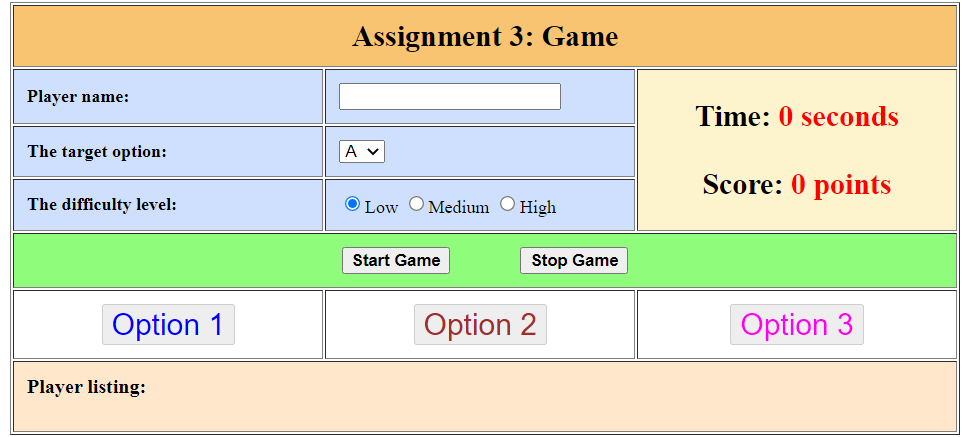 Assignment 3: Game
Player name:
Time: 0 seconds
The target option:
A
Score: 0 points
The difficulty level:
Low Medium High
Start Game Stop Game
Option 1 Option 2 Option 3
Player listing: